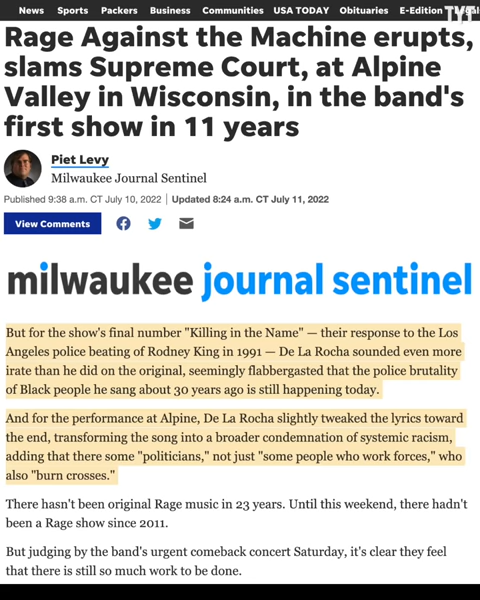 News Sports Packers Business Communities USA TODAY Obituaries E-Edition
TYT
Rage Against the Machine erupts,
slams Supreme Court, at Alpine
Valley in Wisconsin, in the band's
first show in 11 years
Piet Levy
Milwaukee Journal Sentinel
Published 9:38 a.m. CT July 10, 2022 | Updated 8:24 a.m. CT July 11, 2022
View Comments
milwaukee journal sentinel
But for the show's final number "Killing in the Name" — their response to the Los
Angeles police beating of Rodney King in 1991 — De La Rocha sounded even more
irate than he did on the original, seemingly flabbergasted that the police brutality
of Black people he sang about 30 years ago is still happening today.
And for the performance at Alpine, De La Rocha slightly tweaked the lyrics toward
the end, transforming the song into a broader condemnation of systemic racism,
adding that there some "politicians," not just "some people who work forces," who
also "burn crosses."
There hasn't been original Rage music in 23 years. Until this weekend, there hadn't
been a Rage show since 2011.
But judging by the band's urgent comeback concert Saturday, it's clear they feel
that there is still so much work to be done.